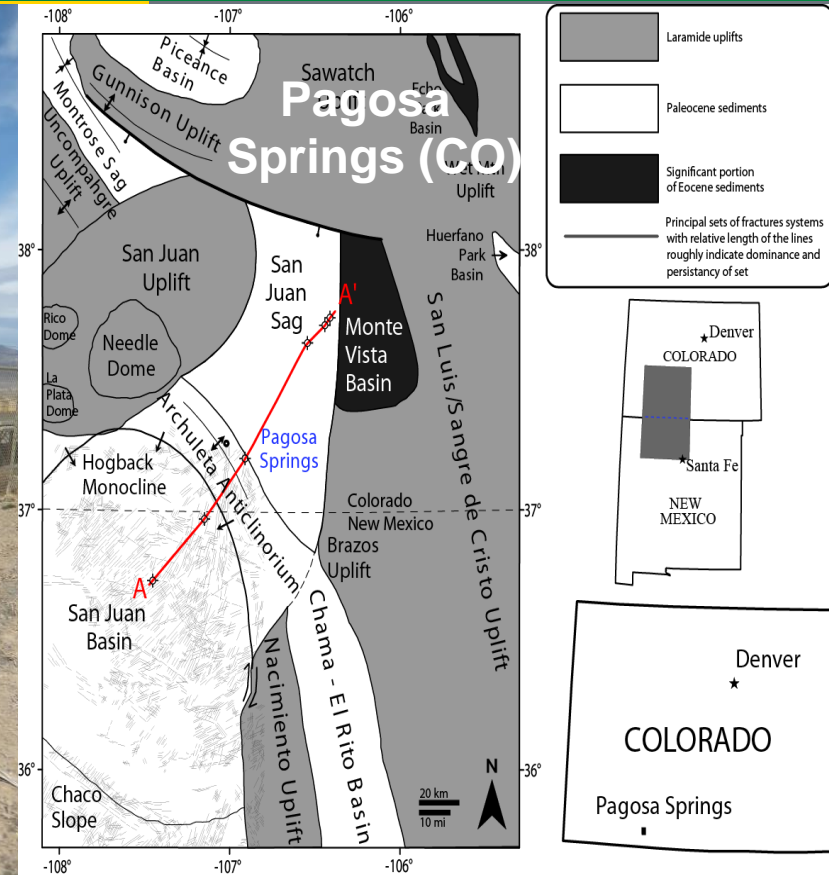 -108°
-107°
-106°
Piceance
Basin
Sawatch
Gunnison Uplift
Montrose Sag
Uncompahgre
Uplift
Pagosa
Springs (CO)
Echo
Basin
Uplift
38°
38°
San Juan
Uplift
San
Juan
Sag
Huerfano
Park
Basin
A'
Rico
Dome
Needle
Dome
Monte
Vista
Basin
La
Plata
Dome
San Luis/Sangre de Cristo Uplift
Archuleta Anticlinorium
Pagosa
Springs
Hogback
Monocline
37°
37°
Colorado
New Mexico
Brazos
Uplift
A
San Juan
Basin
Nacimiento Uplift
Chama - El Rito Basin
36°
36°
Chaco
Slope
20 km
10 mi
N
-108°
-107°
-106°
Laramide uplifts
Paleocene sediments
Significant portion
of Eocene sediments
Principal sets of fractures systems
with relative length of the lines
roughly indicate dominance and
persistancy of set
Denver
COLORADO
Santa Fe
NEW
MEXICO
Denver
COLORADO
Pagosa Springs